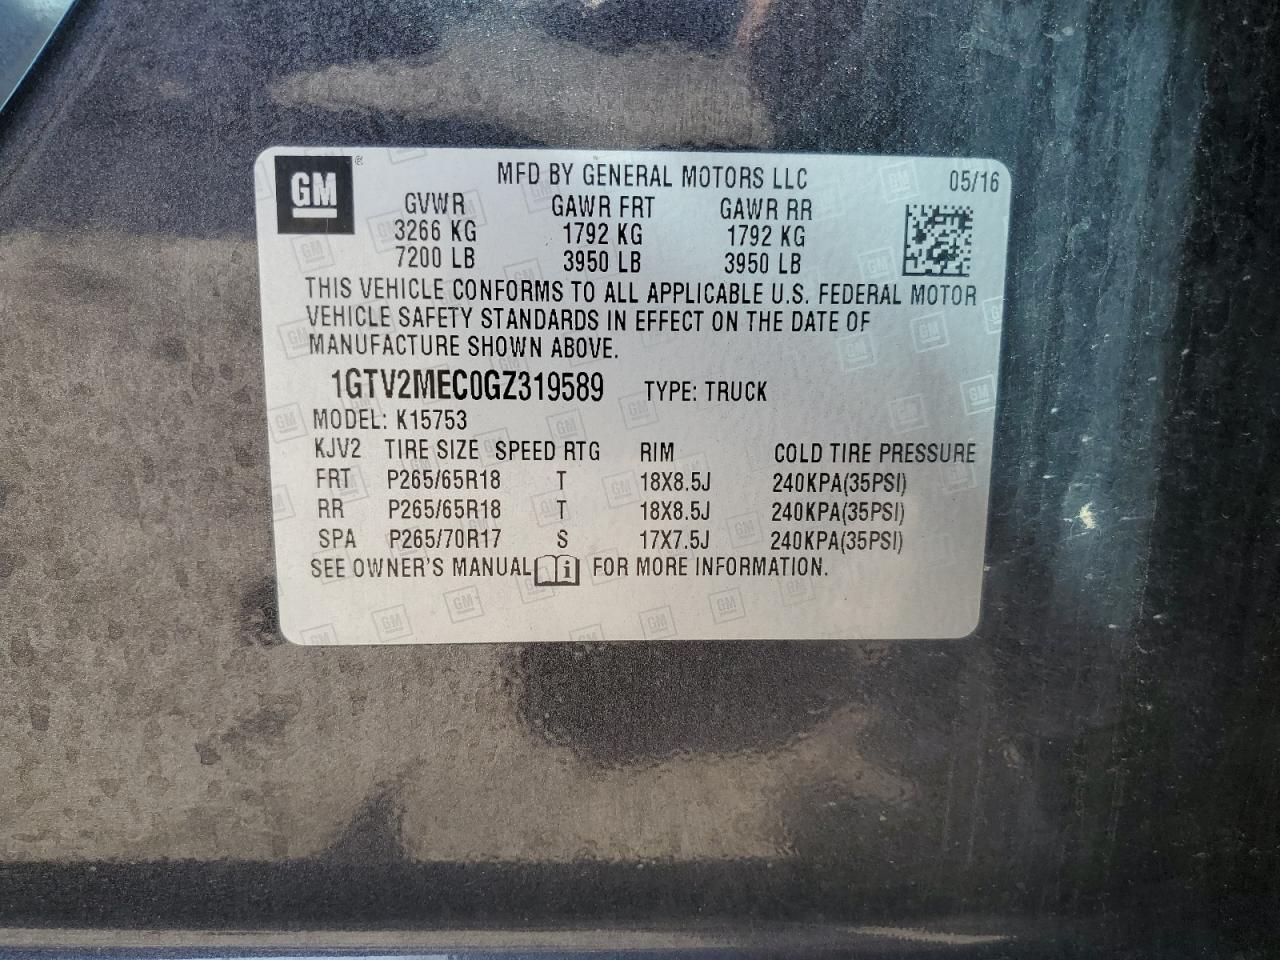 GM ® MFD BY GENERAL MOTORS LLC 05/16
GVWR GAWR FRT GAWR RR
3266 KG 1792 KG 1792 KG
7200 LB 3950 LB 3950 LB
THIS VEHICLE CONFORMS TO ALL APPLICABLE U.S. FEDERAL MOTOR
VEHICLE SAFETY STANDARDS IN EFFECT ON THE DATE OF
MANUFACTURE SHOWN ABOVE.
1GTV2MEC0GZ319589 TYPE: TRUCK
MODEL: K15753
KJV2 TIRE SIZE SPEED RTG RIM COLD TIRE PRESSURE
FRT P265/65R18 T 18X8.5J 240KPA(35PSI)
RR P265/65R18 T 18X8.5J 240KPA(35PSI)
SPA P265/70R17 S 17X7.5J 240KPA(35PSI)
SEE OWNER'S MANUAL i FOR MORE INFORMATION.